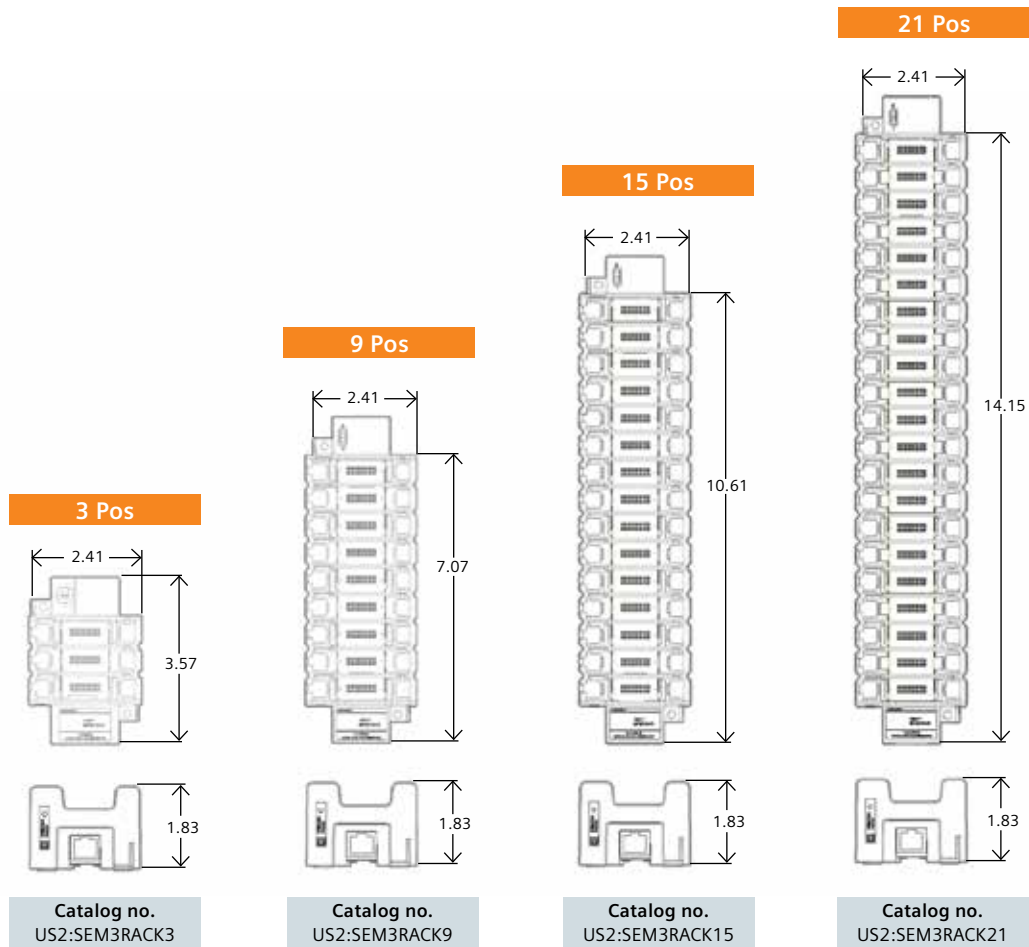 21 Pos
2.41
14.15
15 Pos
2.41
10.61
9 Pos
2.41
7.07
3 Pos
2.41
3.57
1.83
1.83
1.83
1.83
Catalog no.
US2:SEM3RACK3
Catalog no.
US2:SEM3RACK9
Catalog no.
US2:SEM3RACK15
Catalog no.
US2:SEM3RACK21